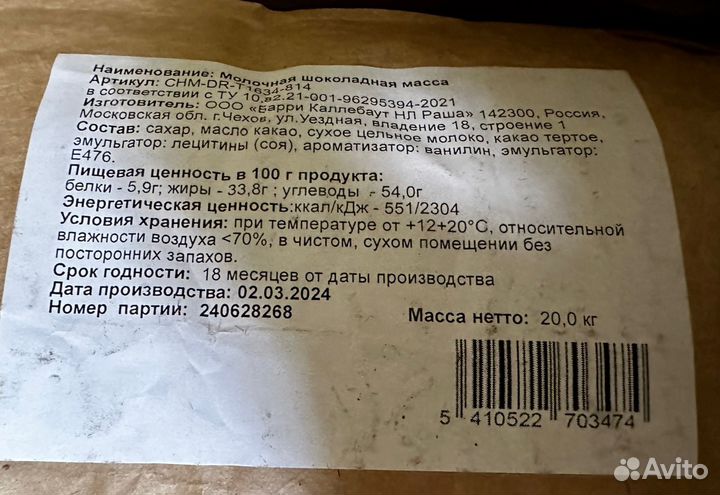 Наименование: Молочная шоколадная масса
Артикул: CHM-DR-T1634-814
в соответствии с ТУ 10.82.21-001-96295394-2021
Изготовитель: ООО «Барри Каллебаут НЛ Раша» 142300, Россия,
Московская обл. г.Чехов, ул.Уездная, владение 18, строение 1
Состав: сахар, масло какао, сухое цельное молоко, какао тертое,
эмульгатор: лецитины (соя), ароматизатор: ванилин, эмульгатор:
Е476.
Пищевая ценность в 100 г продукта:
белки - 5,9г; жиры - 33,8г ; углеводы - 54,0г
Энергетическая ценность:ккал/кДж - 551/2304
Условия хранения: при температуре от +12+20°С, относительной
влажности воздуха <70%, в чистом, сухом помещении без
посторонних запахов.
Срок годности: 18 месяцев от даты производства
Дата производства: 02.03.2024
Номер партии: 240628268 Масса нетто: 20,0 кг
5 410522 703474
Avito